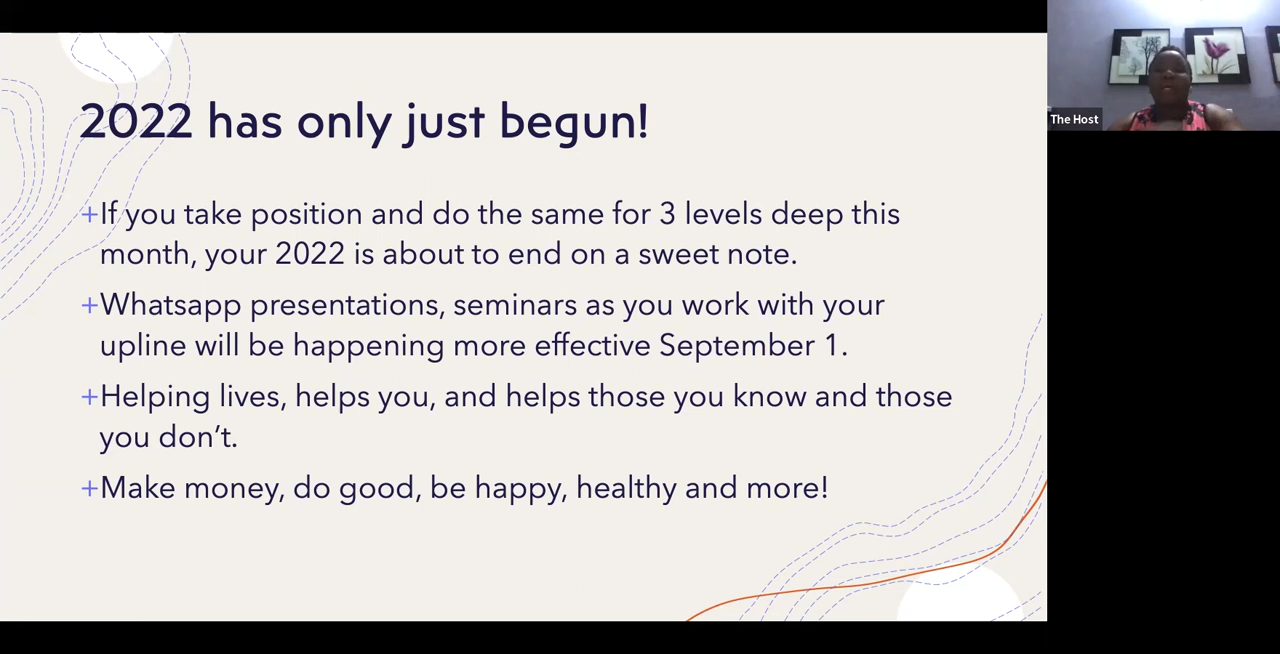 2022 has only just begun!
+If you take position and do the same for 3 levels deep this
month, your 2022 is about to end on a sweet note.
+Whatsapp presentations, seminars as you work with your
upline will be happening more effective September 1.
+Helping lives, helps you, and helps those you know and those
you don’t.
+Make money, do good, be happy, healthy and more!
The Host